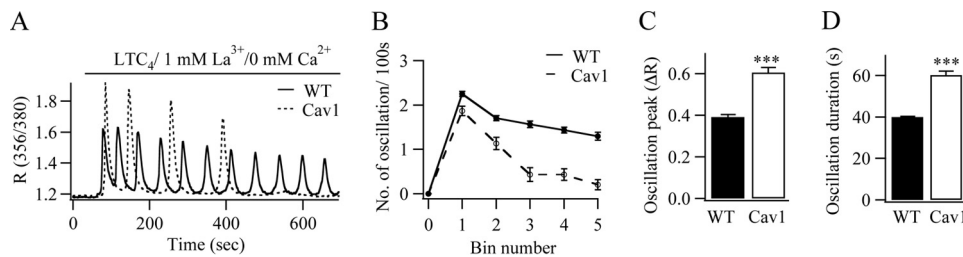 A
LTC4/ 1 mM La3+/0 mM Ca2+
WT
Cav1
R (356/380)
1.8
1.6
1.4
1.2
0
200
400
600
Time (sec)
B
WT
Cav1
No. of oscillation/ 100s
3
2
1
0
0
1
2
3
4
5
Bin number
C
***
Oscillation peak (ΔR)
0.6
0.4
0.2
0.0
WT
Cav1
D
***
Oscillation duration (s)
80
60
40
20
0
WT
Cav1